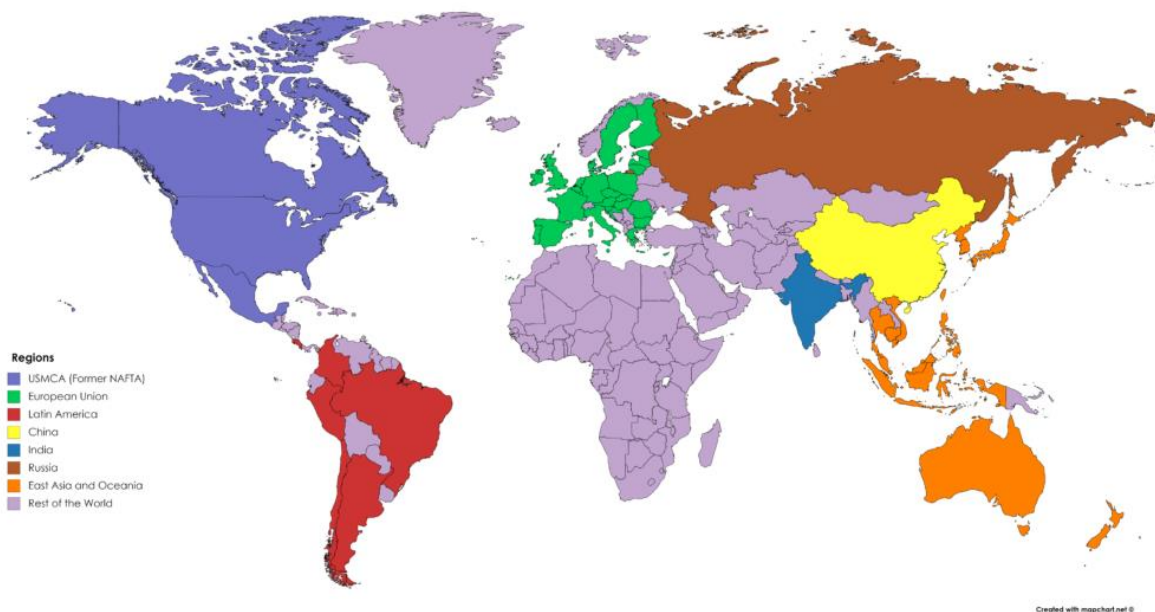 Regions
USMCA (Former NAFTA)
European Union
Latin America
China
India
Russia
East Asia and Oceania
Rest of the World
Created with mapchart.net ©